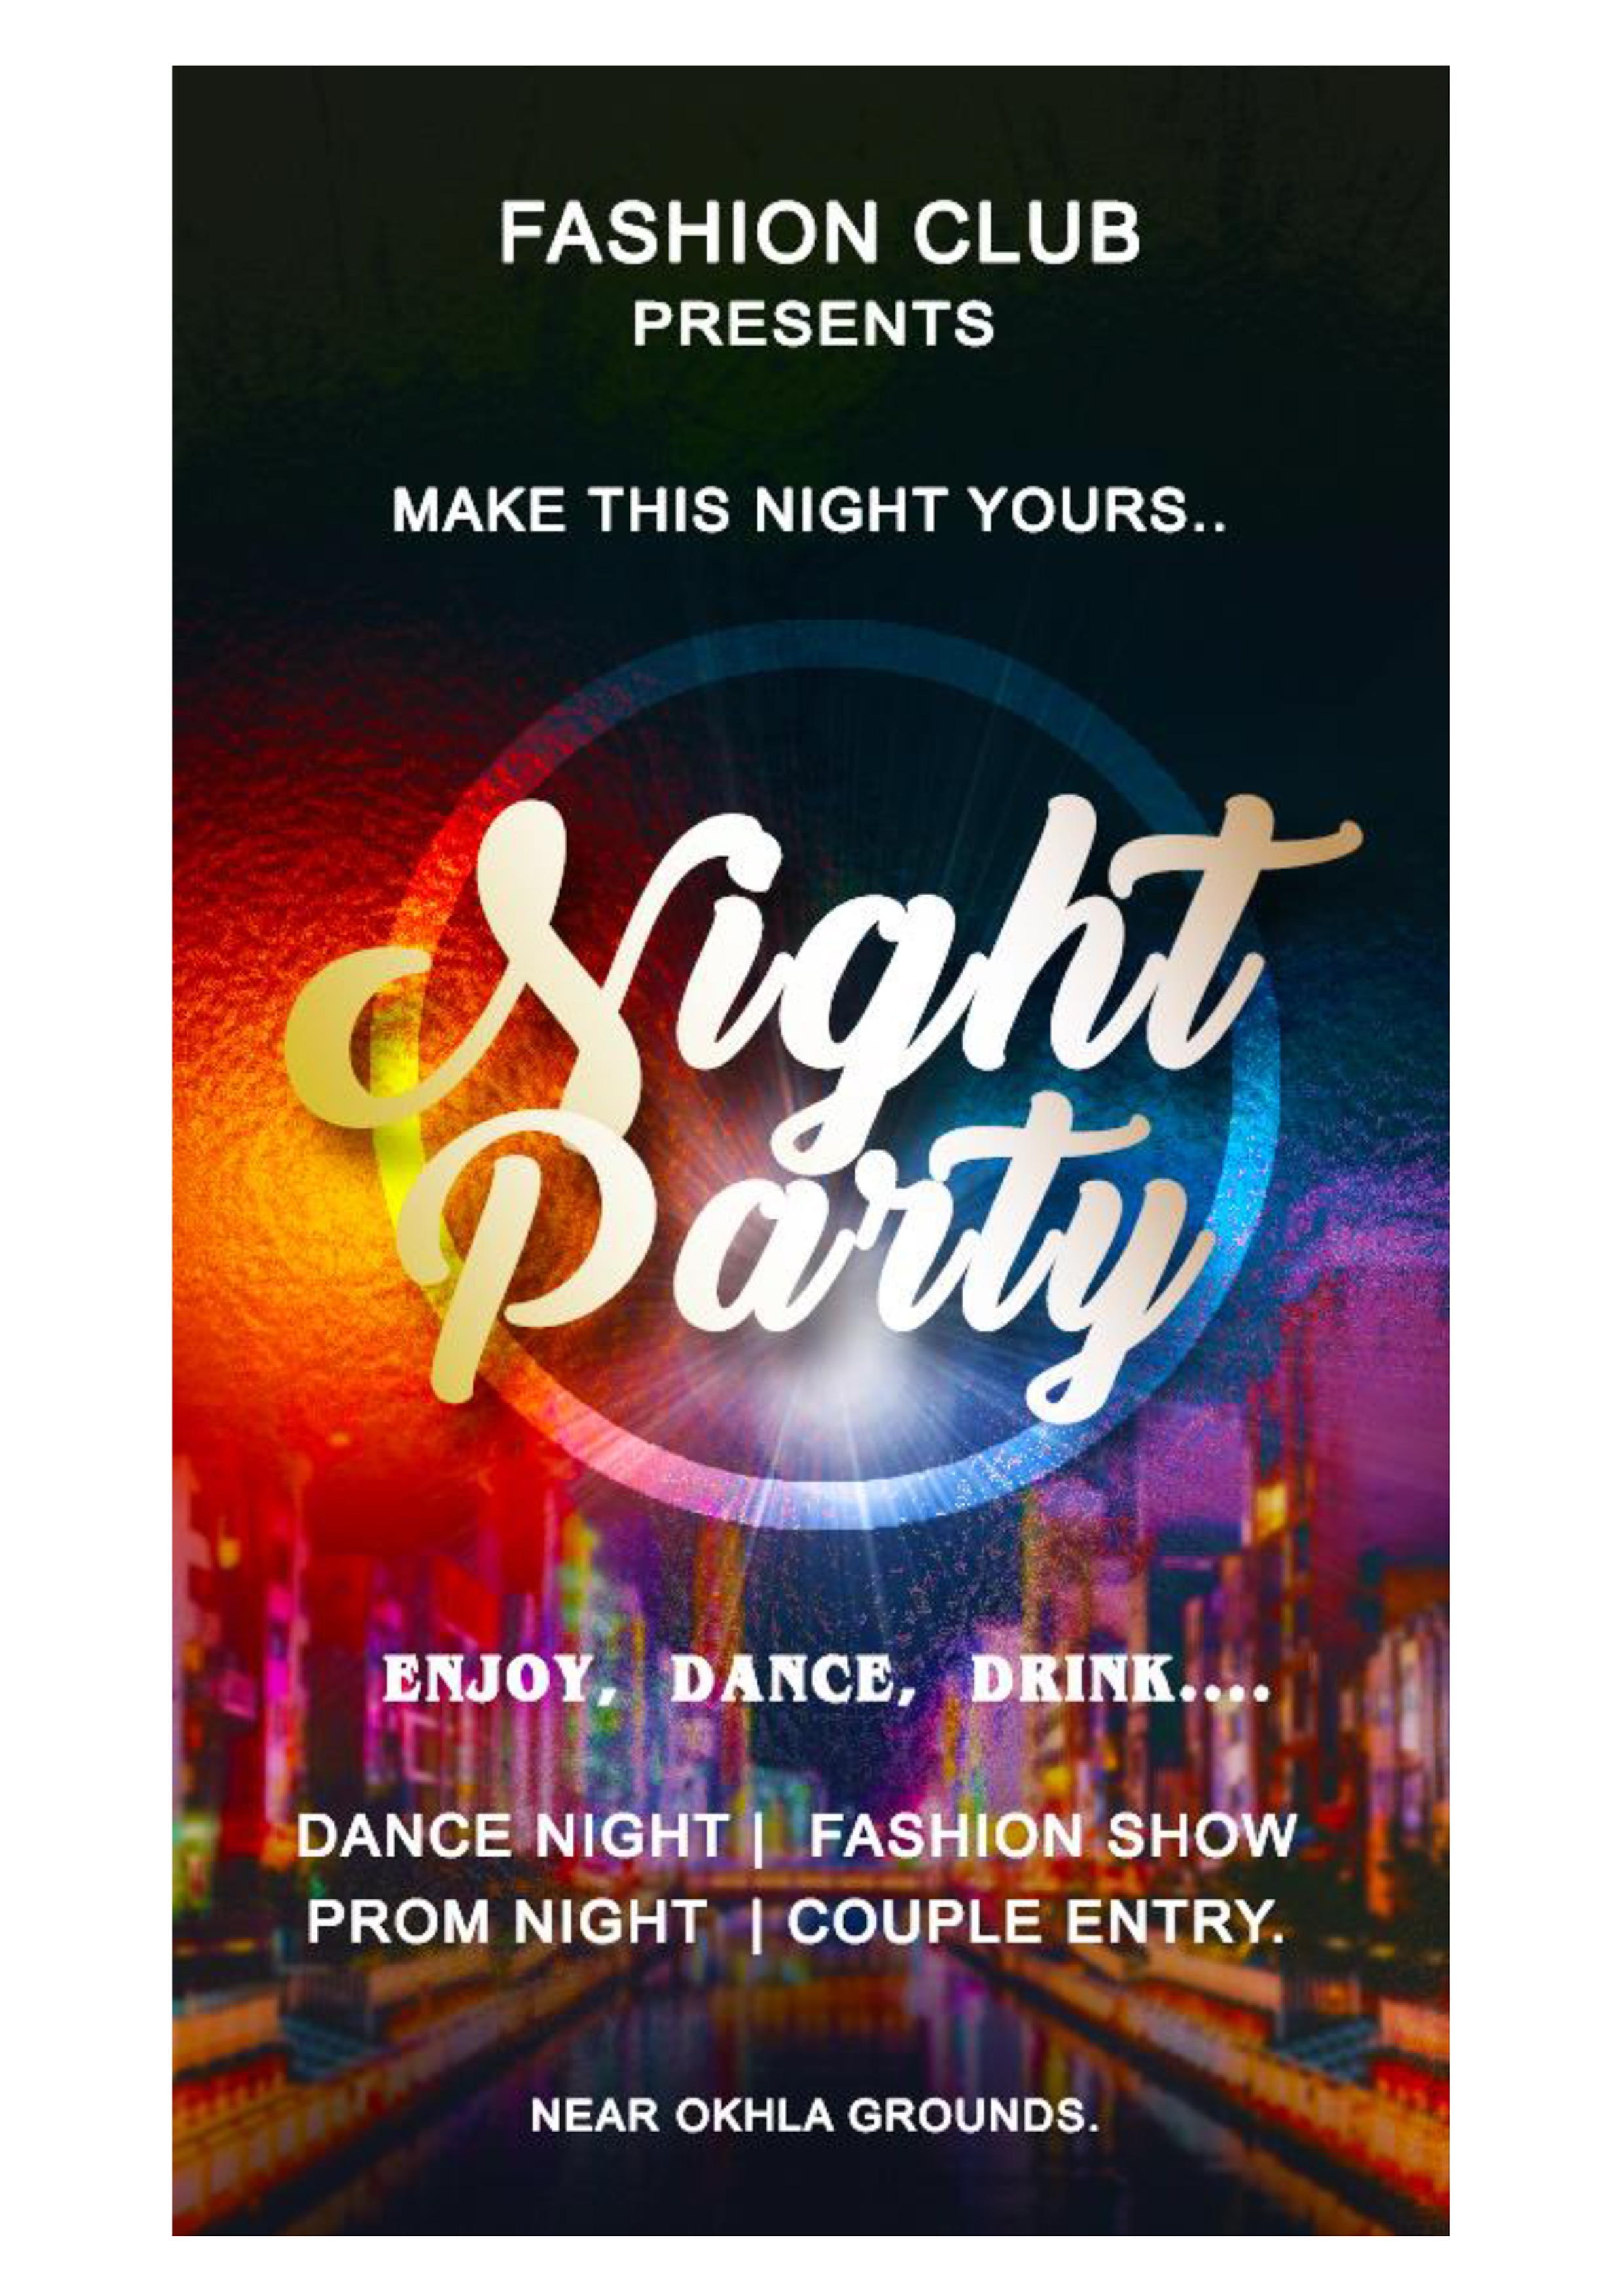 FASHION CLUB
PRESENTS
MAKE THIS NIGHT YOURS..
Night
Party
ENJOY, DANCE, DRINK....
DANCE NIGHT | FASHION SHOW
PROM NIGHT | COUPLE ENTRY.
NEAR OKHLA GROUNDS.